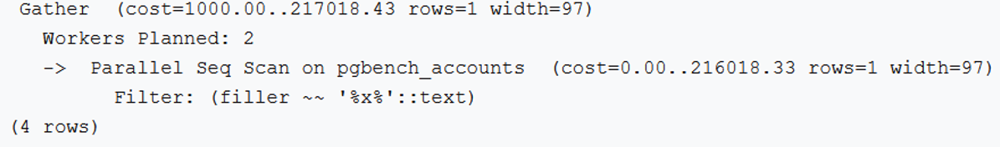 Gather  (cost=1000.00..217018.43 rows=1 width=97)
Workers Planned: 2
->  Parallel Seq Scan on pgbench_accounts  (cost=0.00..216018.33 rows=1 width=97)
Filter: (filler ~~ '%x%'::text)
(4 rows)